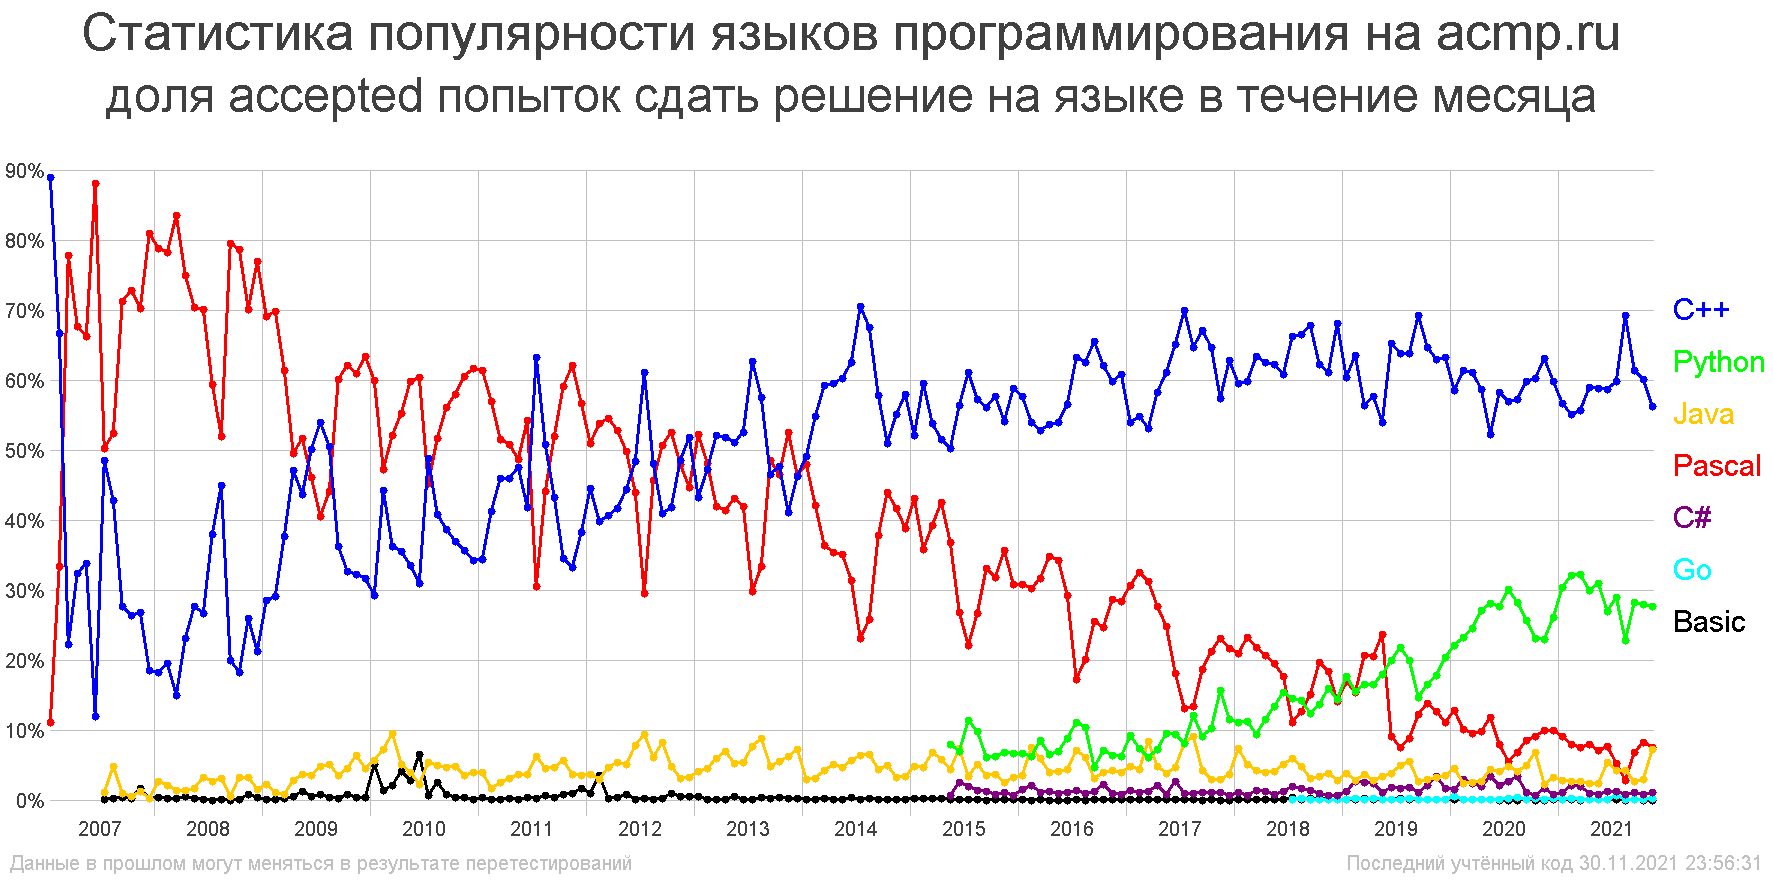 Статистика популярности языков программирования на acmp.ru
доля accepted попыток сдать решение на языке в течение месяца
90%
80%
70%
60%
50%
40%
30%
20%
10%
0%
C++
Python
Java
Pascal
C#
Go
Basic
2007 2008 2009 2010 2011 2012 2013 2014 2015 2016 2017 2018 2019 2020 2021
Данные в прошлом могут меняться в результате перетестирований
Последний учтённый код 30.11.2021 23:56:31